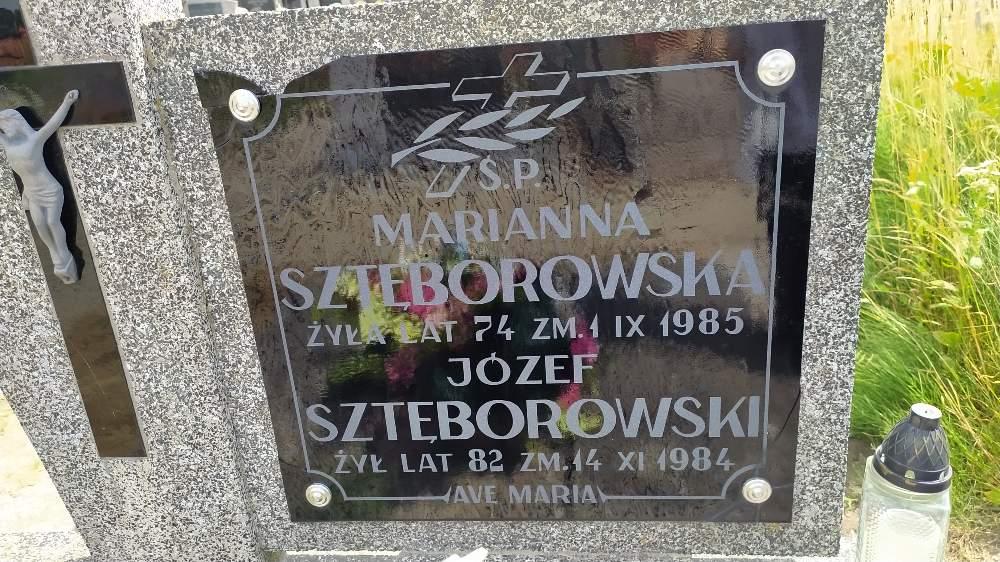 Ś.P.
MARIANNA
SZTĘBOROWSKA
ŻYŁA LAT 74 ZM. 1 IX 1985
JÓZEF
SZTĘBOROWSKI
ŻYŁ LAT 82 ZM. 14 XI 1984
AVE MARIA